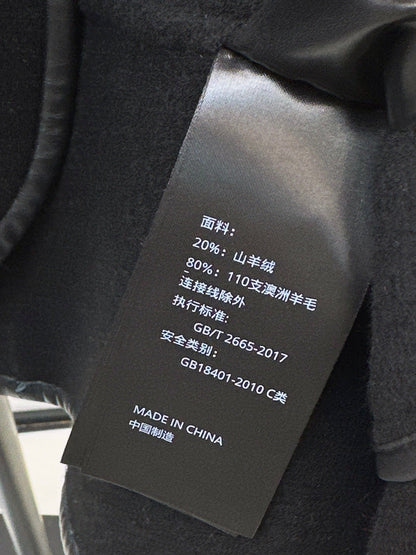 面料：
20%：山羊绒
80%：110支澳洲羊毛
连接线除外
执行标准:
GB/T 2665-2017
安全类别：
GB18401-2010 C类
MADE IN CHINA
中国制造